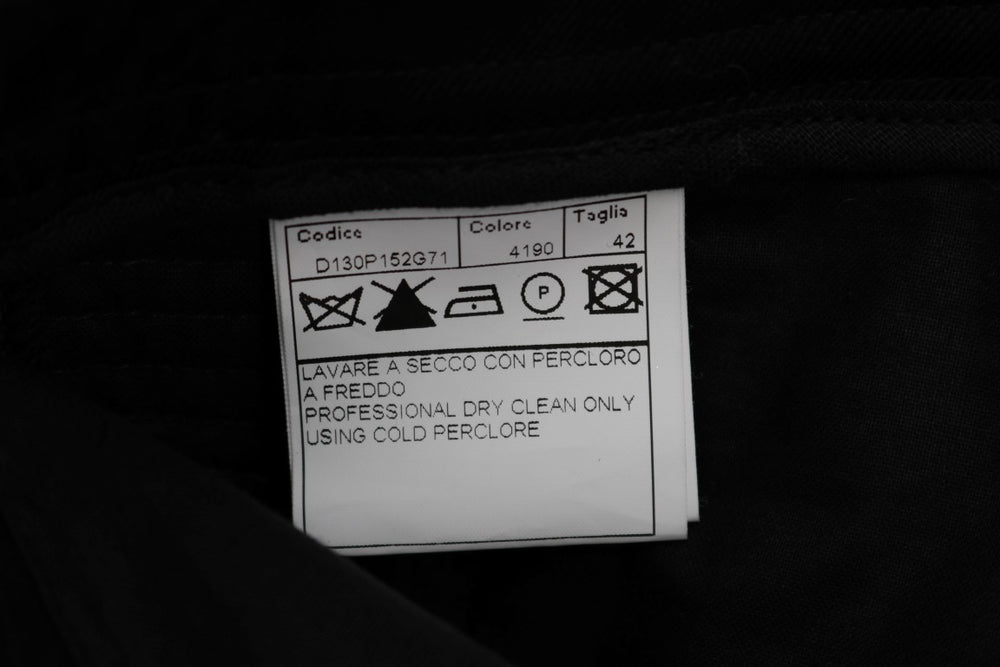 Codice Colore Taglia
D130P152G71 4190 42
P
LAVARE A SECCO CON PERCLORO
A FREDDO
PROFESSIONAL DRY CLEAN ONLY
USING COLD PERCLORE